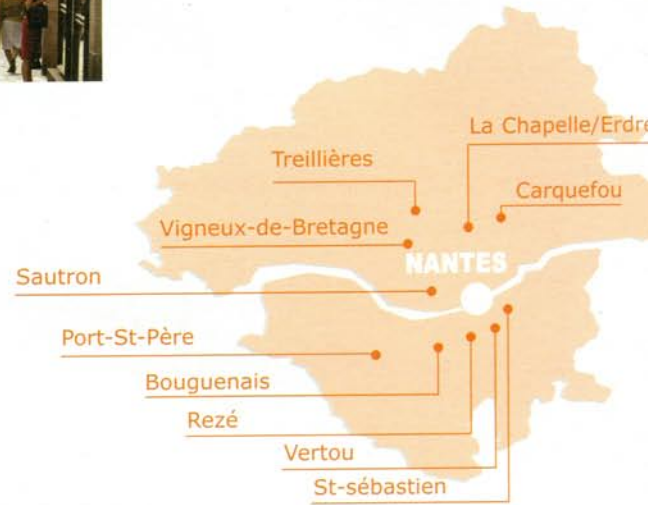 La Chapelle/Erdre
Treillières
Carquefou
Vigneux-de-Bretagne
NANTES
Sautron
Port-St-Père
Bouguenais
Rezé
Vertou
St-sébastien